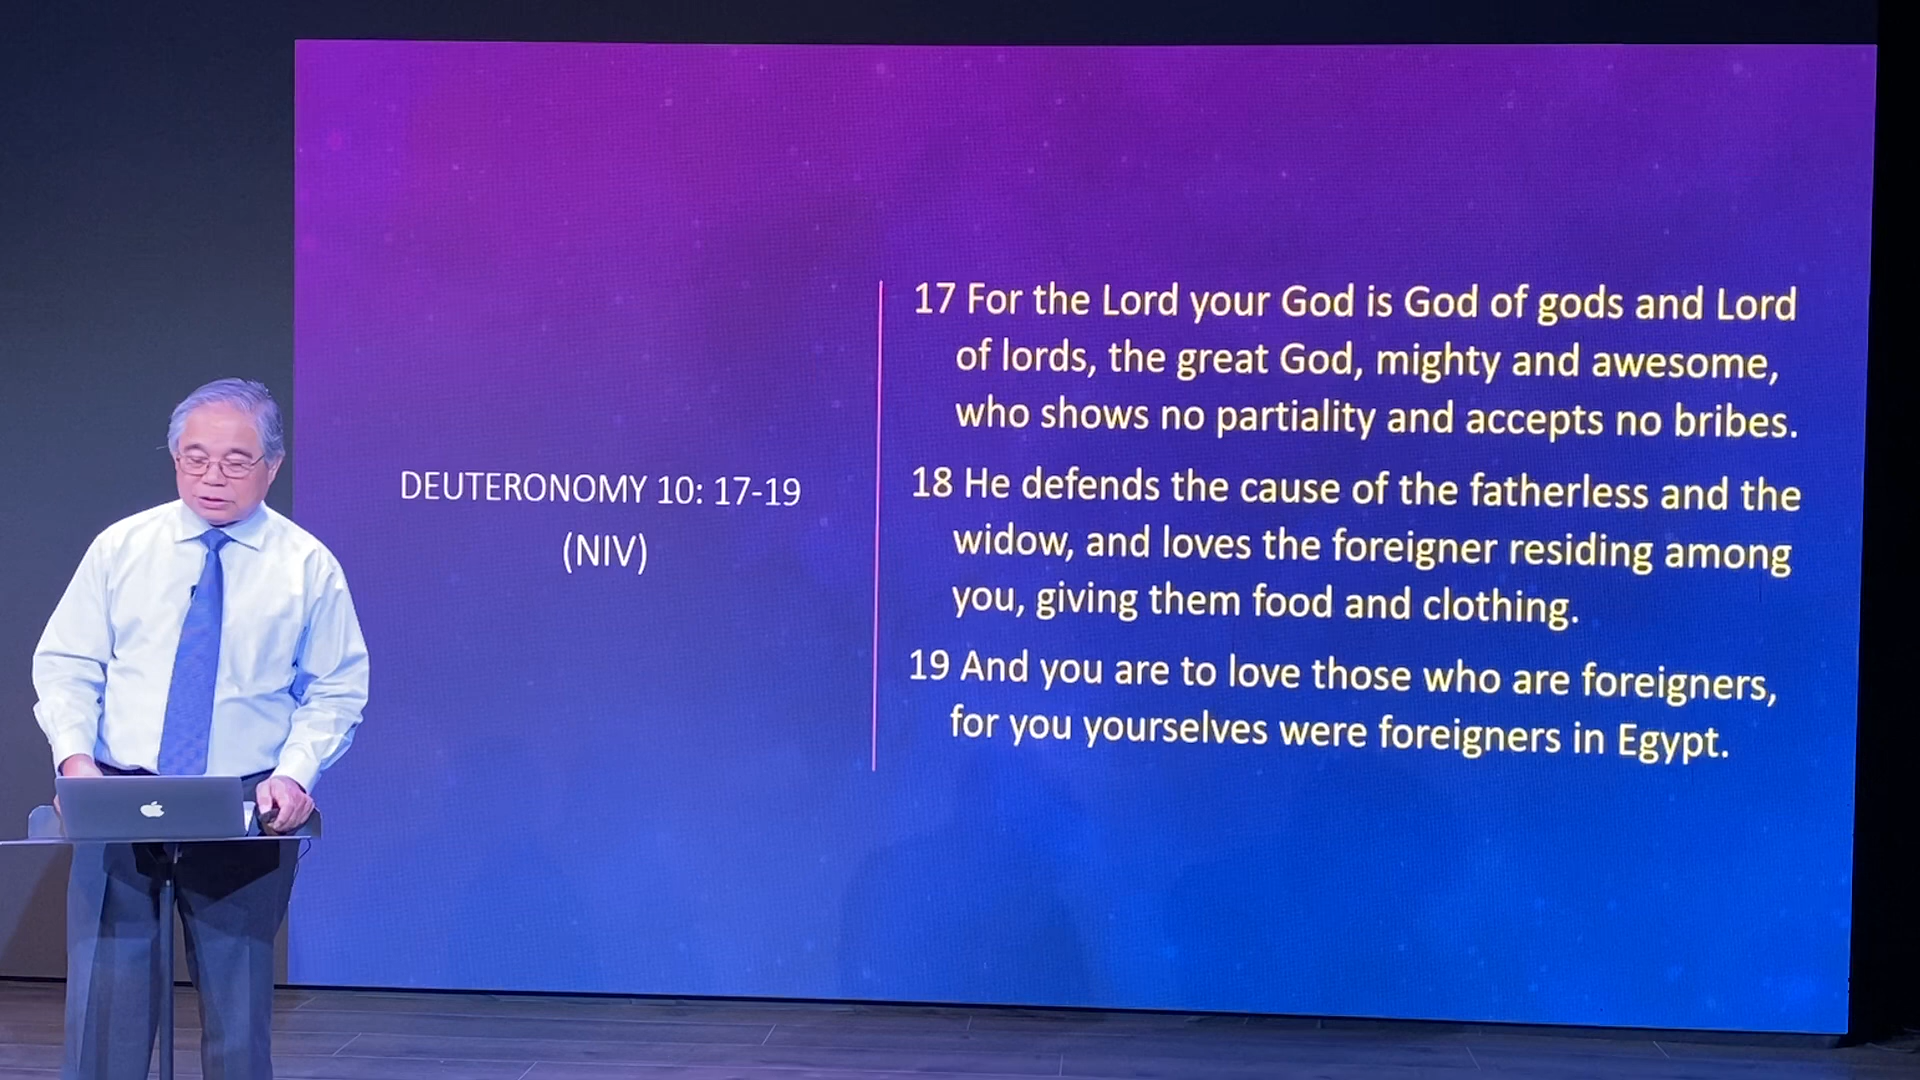 DEUTERONOMY 10: 17-19
(NIV)
17 For the Lord your God is God of gods and Lord
of lords, the great God, mighty and awesome,
who shows no partiality and accepts no bribes.
18 He defends the cause of the fatherless and the
widow, and loves the foreigner residing among
you, giving them food and clothing.
19 And you are to love those who are foreigners,
for you yourselves were foreigners in Egypt.